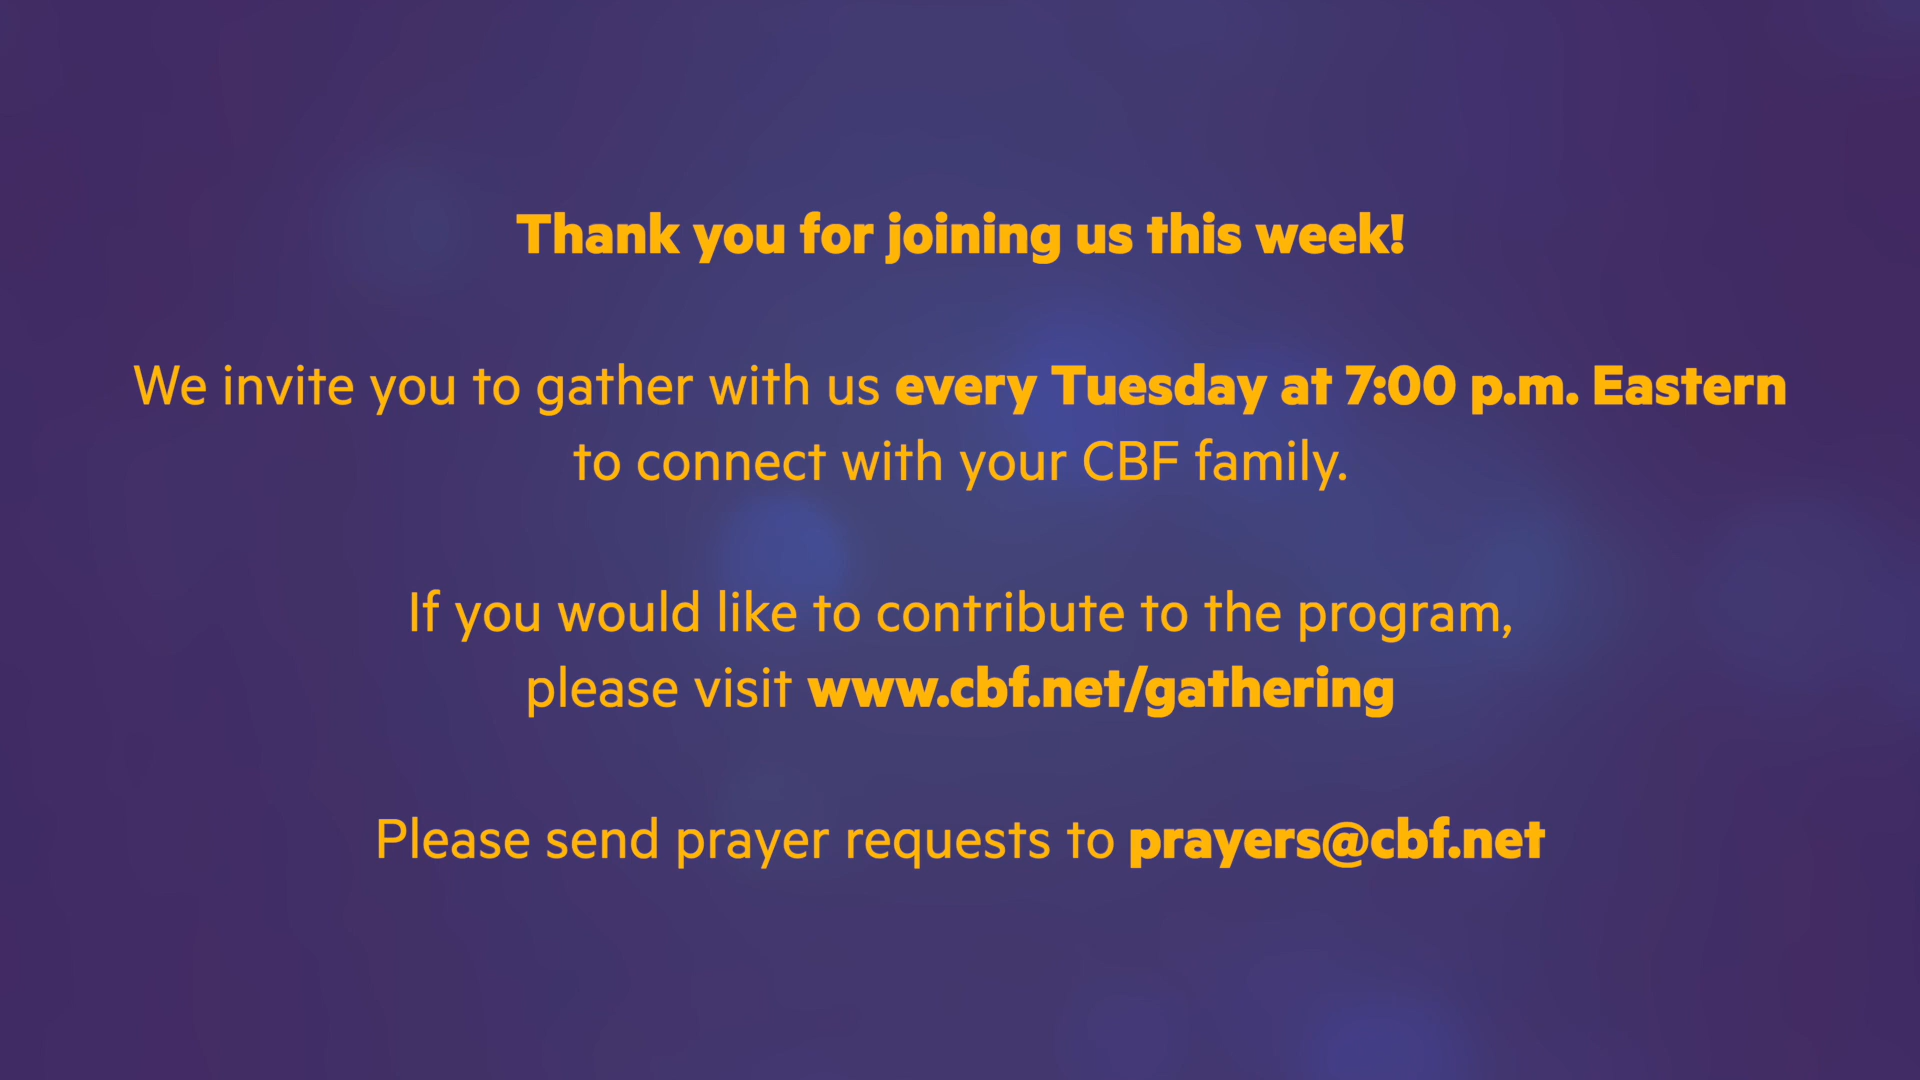 Thank you for joining us this week!
We invite you to gather with us every Tuesday at 7:00 p.m. Eastern
to connect with your CBF family.
If you would like to contribute to the program,
please visit www.cbf.net/gathering
Please send prayer requests to prayers@cbf.net